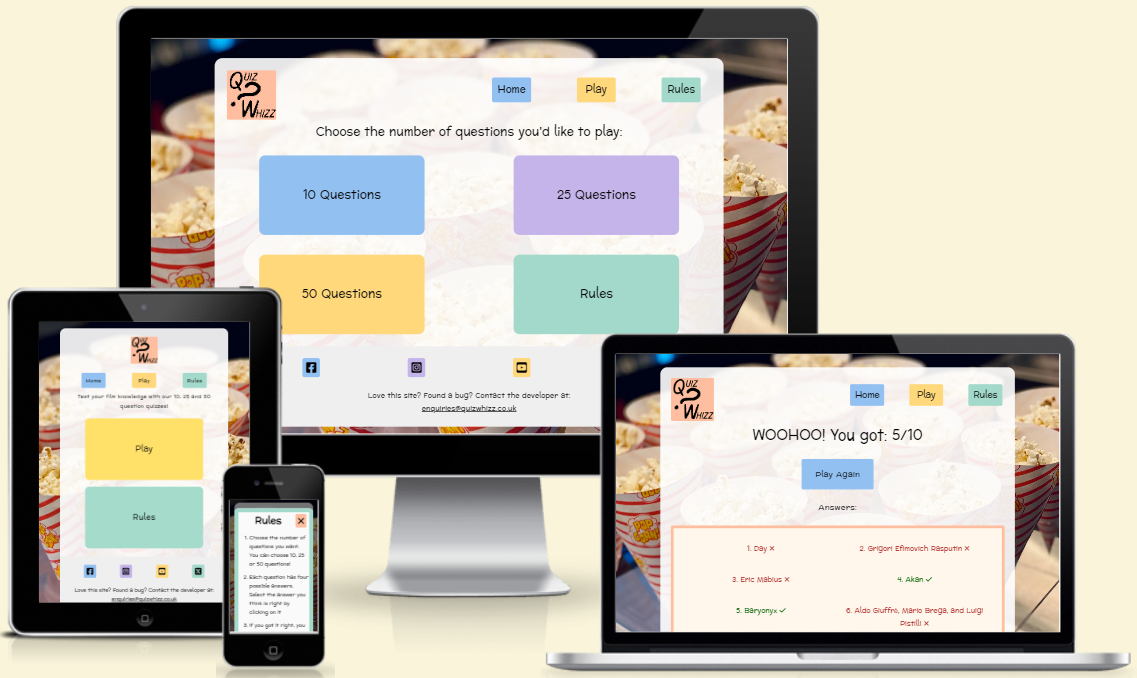 QUIZ
WHIZZ
Home
Play
Rules
Choose the number of questions you'd like to play:
10 Questions
25 Questions
50 Questions
Rules
Love this site? Found a bug? Contact the developer at:
enquiries@quizwhizz.co.uk
QUIZ
WHIZZ
Home
Play
Rules
Test your film knowledge with our 10, 25 and 50
question quizzes!
Play
Rules
Love this site? Found a bug? Contact the developer at:
enquiries@quizwhizz.co.uk
Rules
1. Choose the number of
questions you want.
You can choose 10, 25
or 50 questions!
2. Each question has four
possible answers.
Select the answer you
think is right by
clicking on it
3. If you got it right, you
QUIZ
WHIZZ
Home
Play
Rules
WOOHOO! You got: 5/10
Play Again
Answers:
1. Day ✕
2. Grigori Efimovich Rasputin ✕
3. Eric Mabius ✕
4. Akan ✓
5. Baryonyx ✓
6. Aldo Giuffrè, Mario Brega, and Luigi
Pistilli ✕